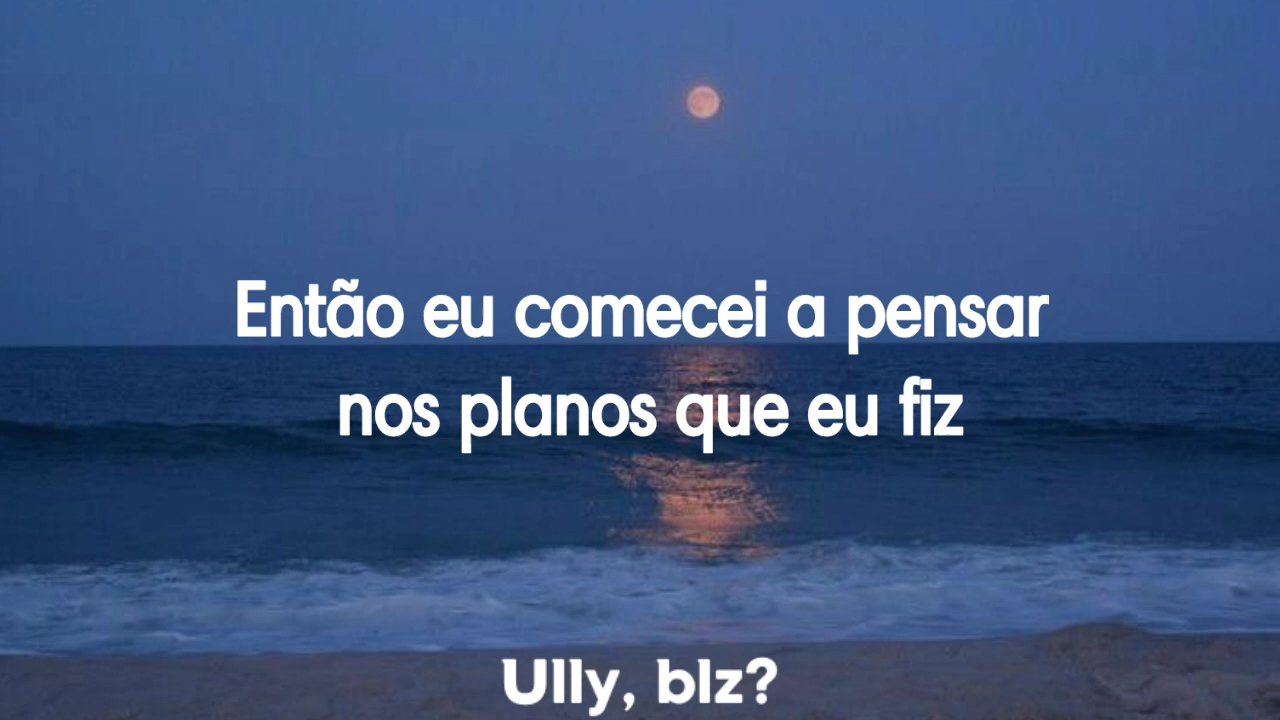 Então eu comecei a pensar
nos planos que eu fiz
Ully, blz?